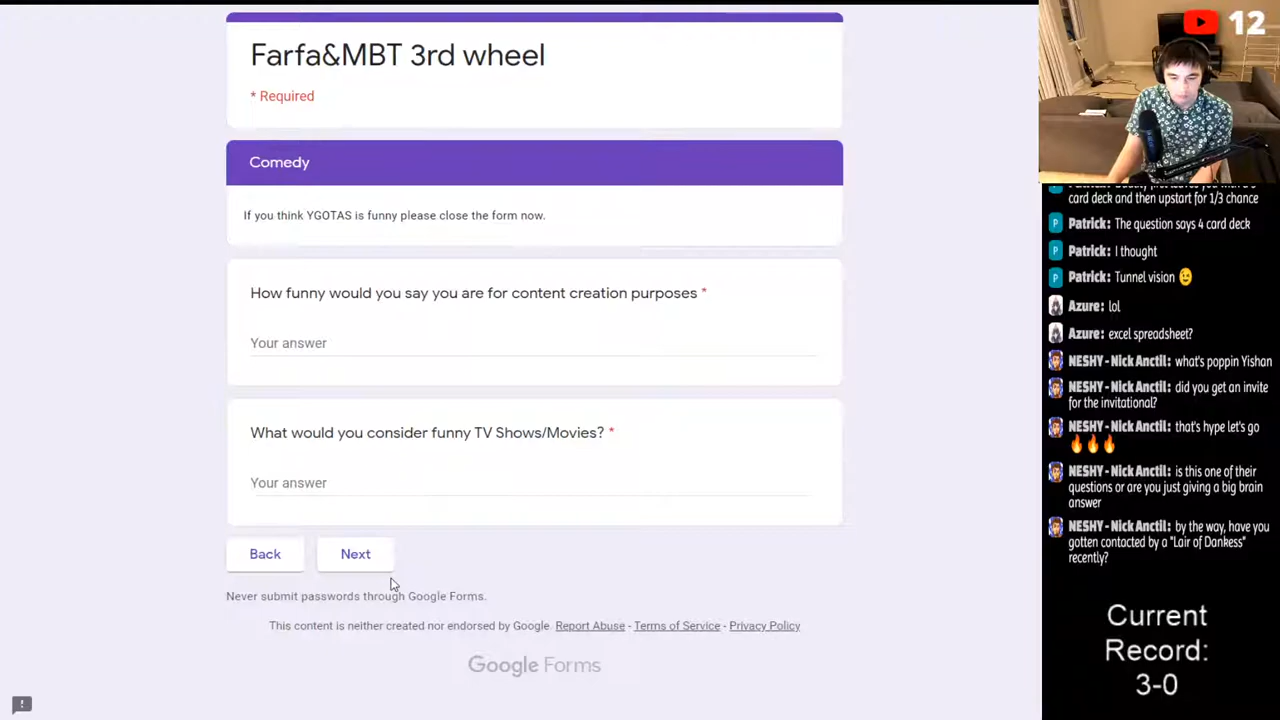 Farfa&MBT 3rd wheel
* Required
Comedy
If you think YGOTAS is funny please close the form now.
How funny would you say you are for content creation purposes *
Your answer
What would you consider funny TV Shows/Movies? *
Your answer
Back
Next
Never submit passwords through Google Forms.
This content is neither created nor endorsed by Google. Report Abuse - Terms of Service - Privacy Policy
Google Forms
12
card deck and then upstart for 1/3 chance
P Patrick: The question says 4 card deck
P Patrick: I thought
P Patrick: Tunnel vision 😉
Azure: lol
Azure: excel spreadsheet?
NESHY - Nick Anctil: what's poppin Yishan
NESHY - Nick Anctil: did you get an invite
for the invitational?
NESHY - Nick Anctil: that's hype let's go
🔥🔥🔥
NESHY - Nick Anctil: is this one of their
questions or are you just giving a big brain
answer
NESHY - Nick Anctil: by the way, have you
gotten contacted by a "Lair of Dankess"
recently?
Current
Record:
3-0